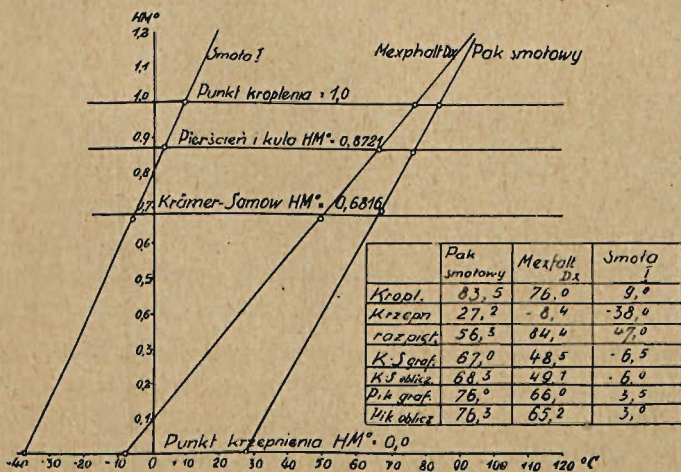 HM°
1,2
Smoła I
Mexphalt Dx
Pak smołowy
1,1
1,0
Punkt kroplenia = 1,0
0,9
Pierścień i kula HM° = 0,8721
0,8
Krämer-Sarnow HM° = 0,6816
0,7
0,6
0,5
0,4
0,3
0,2
0,1
Pak smołowy Mexfalt Dx Smoła I
Kropl. 83,5 76,0 9,0
Krzepn 27,2 -8,4 -38,0
rozpięt. 56,3 84,4 47,0
K-S graf. 67,0 48,5 -6,5
K-S oblicz. 68,3 49,1 -6,0
Pik graf. 76,0 66,0 3,5
Pik oblicz 76,3 65,2 3,0
Punkt krzepnienia HM° = 0,0
-40 -30 -20 -10 0 10 20 30 40 50 60 70 80 90 100 110 120 °C